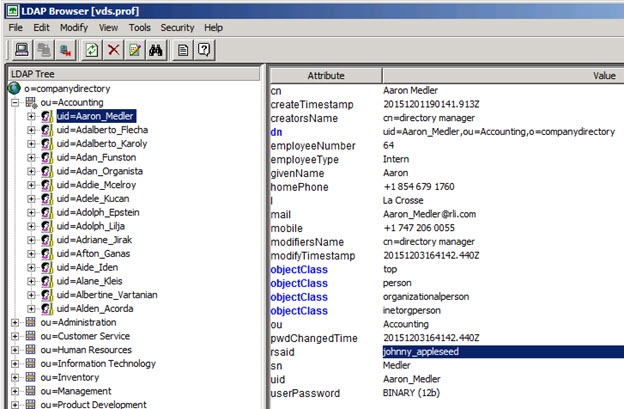 LDAP Browser [vds.prof]
File Edit Modify View Tools Security Help
LDAP Tree
o=companydirectory
ou=Accounting
uid=Aaron_Medler
uid=Adalberto_Flecha
uid=Adalberto_Karoly
uid=Adan_Funston
uid=Adan_Organista
uid=Addie_Mcelroy
uid=Adele_Kucan
uid=Adolph_Epstein
uid=Adolph_Lilja
uid=Adriane_Jirak
uid=Afton_Ganas
uid=Aide_Iden
uid=Alane_Kleis
uid=Albertine_Vartanian
uid=Alden_Acorda
ou=Administration
ou=Customer Service
ou=Human Resources
ou=Information Technology
ou=Inventory
ou=Management
ou=Product Development
Attribute Value
cn Aaron Medler
createTimestamp 20151201190141.913Z
creatorsName cn=directory manager
dn uid=Aaron_Medler,ou=Accounting,o=companydirectory
employeeNumber 64
employeeType Intern
givenName Aaron
homePhone +1 854 679 1760
l La Crosse
mail Aaron_Medler@rli.com
mobile +1 747 206 0055
modifiersName cn=directory manager
modifyTimestamp 20151203164142.440Z
objectClass top
objectClass person
objectClass organizationalperson
objectClass inetorgperson
ou Accounting
pwdChangedTime 20151203164142.440Z
rsaid johnny_appleseed
sn Medler
uid Aaron_Medler
userPassword BINARY (12b)